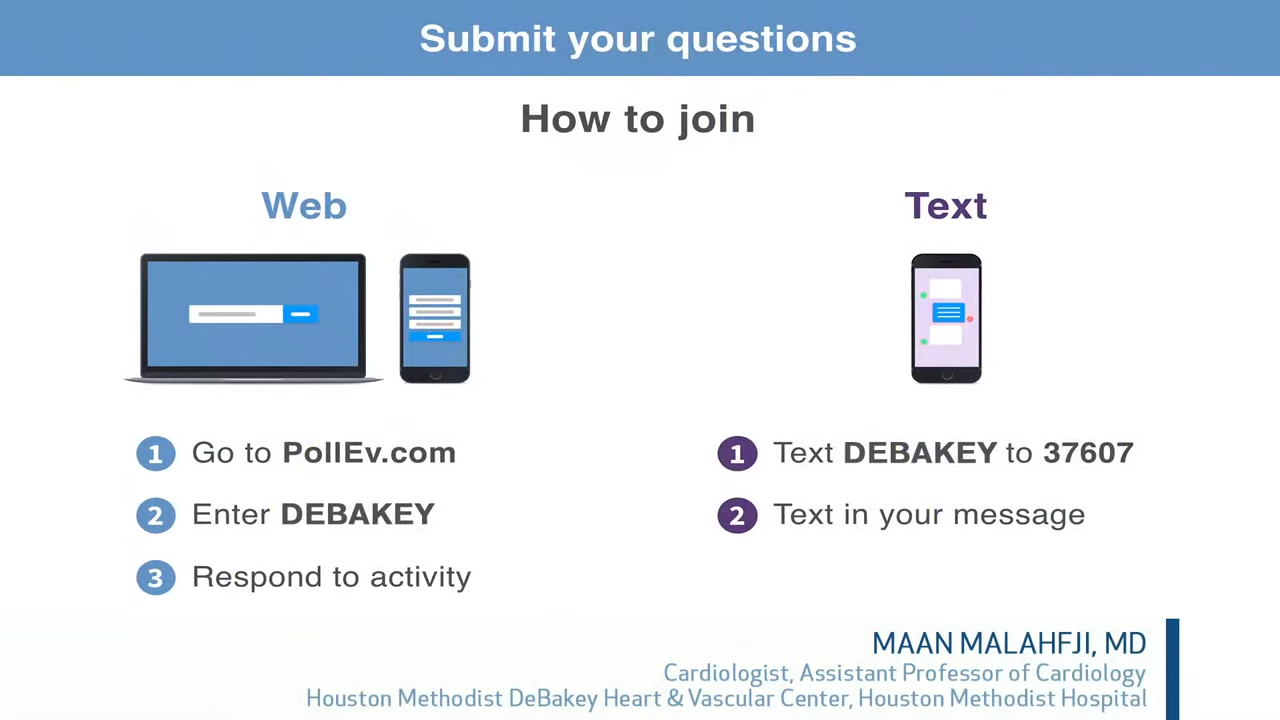 Submit your questions
How to join
Web
Text
1 Go to PollEv.com
2 Enter DEBAKEY
3 Respond to activity
1 Text DEBAKEY to 37607
2 Text in your message
MAAN MALAHFJI, MD
Cardiologist, Assistant Professor of Cardiology
Houston Methodist DeBakey Heart & Vascular Center, Houston Methodist Hospital